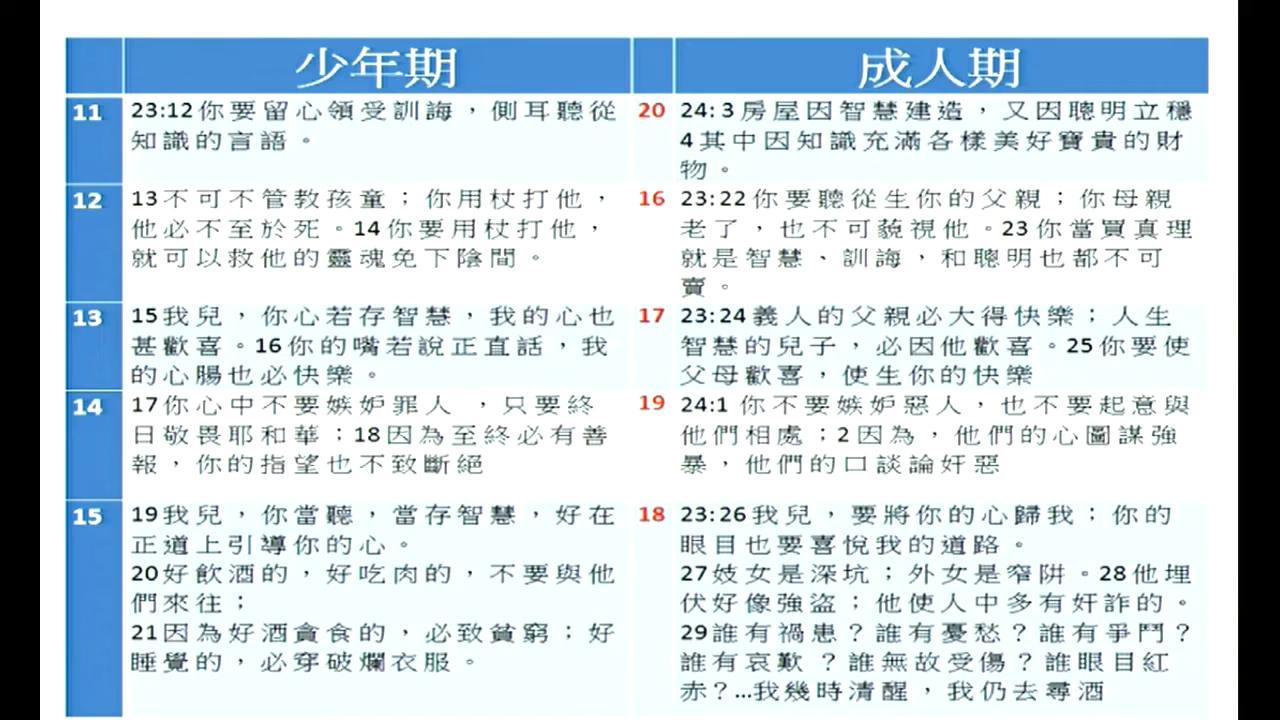 少年期
成人期
11
23:12你要留心領受訓誨，側耳聽從
知識的言語。
20
24: 3房屋因智慧建造，又因聰明立穩
4其中因知識充滿各樣美好寶貴的財
物。
12
13不可不管教孩童；你用杖打他，
他必不至於死。14你要用杖打他，
就可以救他的靈魂免下陰間。
16
23:22你要聽從生你的父親；你母親
老了，也不可藐視他。23你當買真理
就是智慧、訓誨，和聰明也都不可
賣。
13
15我兒，你心若存智慧，我的心也
甚歡喜。16你的嘴若說正直話，我
的心腸也必快樂。
17
23:24義人的父親必大得快樂；人生
智慧的兒子，必因他歡喜。25你要使
父母歡喜，使生你的快樂
14
17你心中不要嫉妒罪人 ，只要終
日敬畏耶和華；18因為至終必有善
報，你的指望也不致斷絕
19
24:1 你不要嫉妒惡人，也不要起意與
他們相處；2因為，他們的心圖謀強
暴，他們的口談論奸惡
15
19我兒，你當聽，當存智慧，好在
正道上引導你的心。
20好飲酒的，好吃肉的，不要與他
們來往；
21因為好酒貪食的，必致貧窮；好
睡覺的，必穿破爛衣服。
18
23:26我兒，要將你的心歸我；你的
眼目也要喜悅我的道路。
27妓女是深坑；外女是窄阱。28他埋
伏好像強盜；他使人中多有奸詐的。
29誰有禍患？誰有憂愁？誰有爭鬥？
誰有哀歎 ？誰無故受傷？誰眼目紅
赤？...我幾時清醒，我仍去尋酒